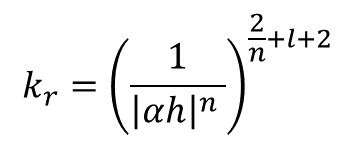 k_r = (1 / |αh|^n)^(2/n + l + 2)